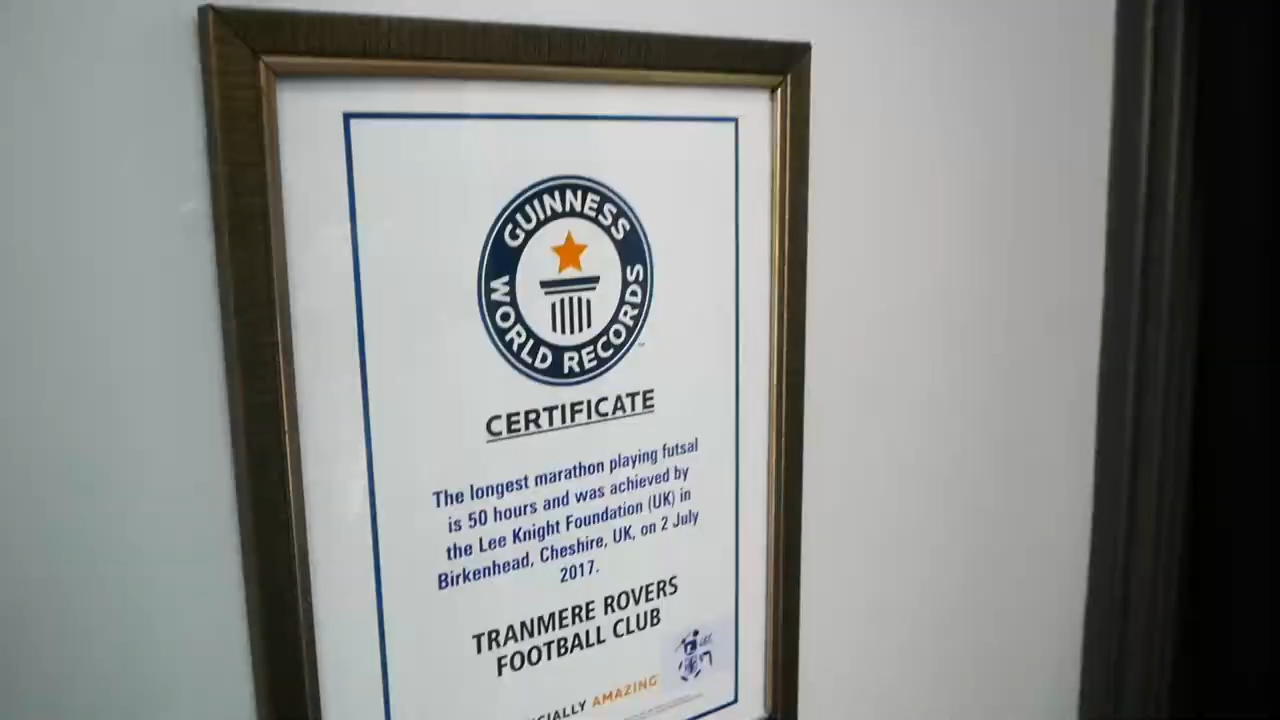 GUINNESS
WORLD RECORDS
CERTIFICATE
The longest marathon playing futsal
is 50 hours and was achieved by
the Lee Knight Foundation (UK) in
Birkenhead, Cheshire, UK, on 2 July
2017.
TRANMERE ROVERS
FOOTBALL CLUB
AMAZING